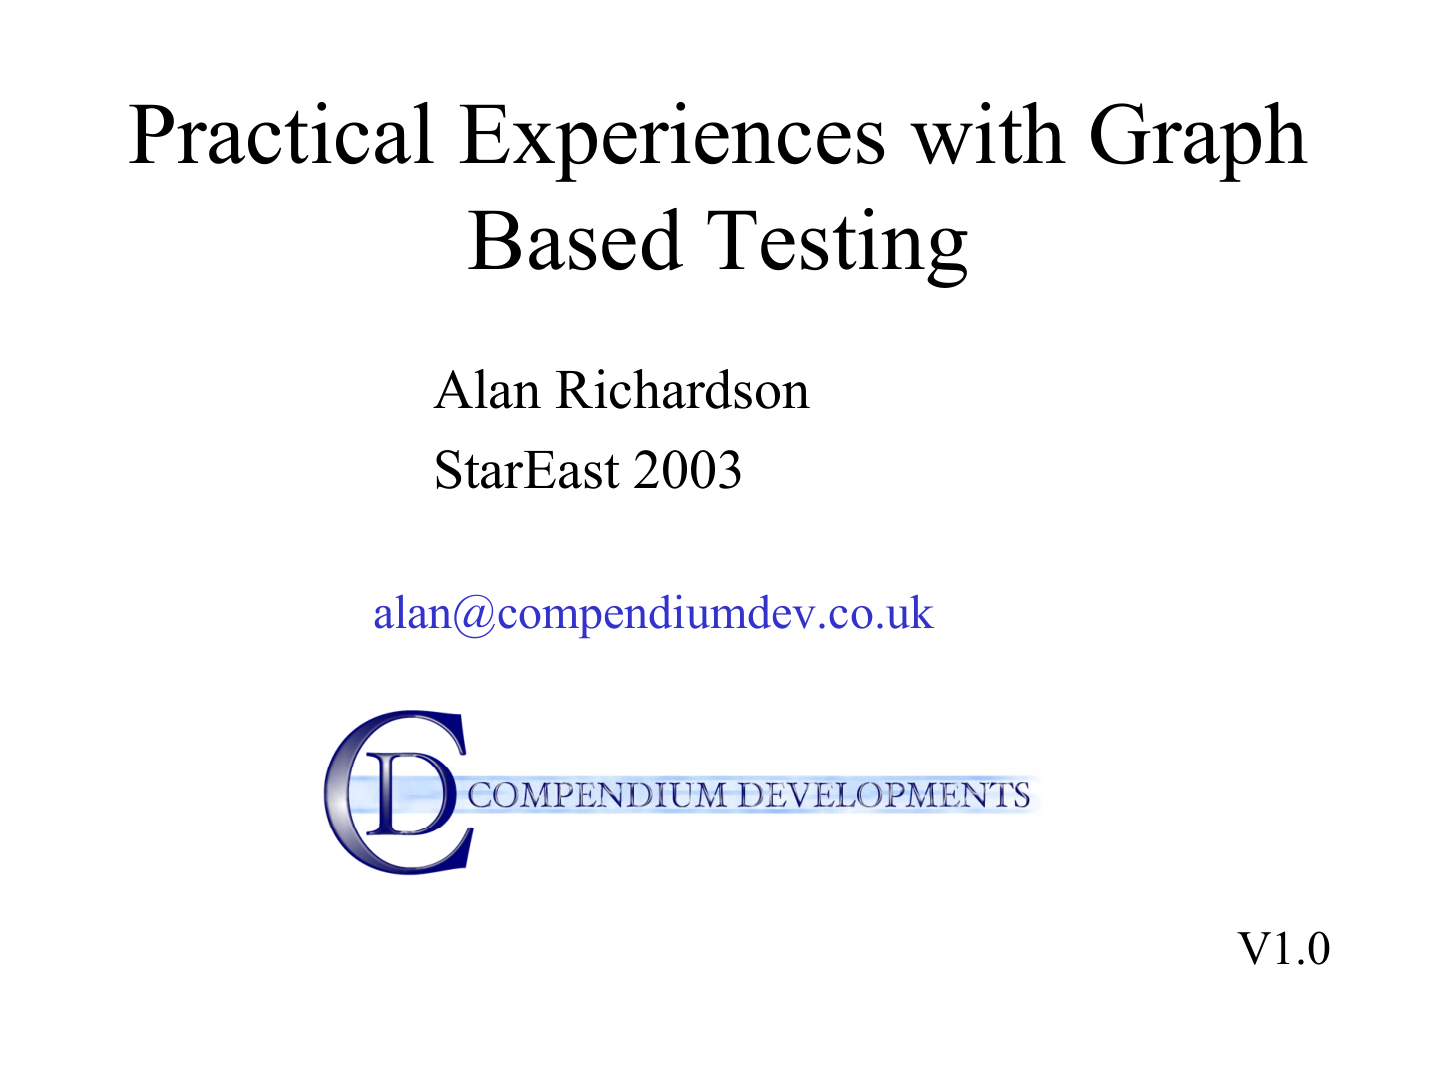 Practical Experiences with Graph
Based Testing
Alan Richardson
StarEast 2003
alan@compendiumdev.co.uk
CD COMPENDIUM DEVELOPMENTS
V1.0